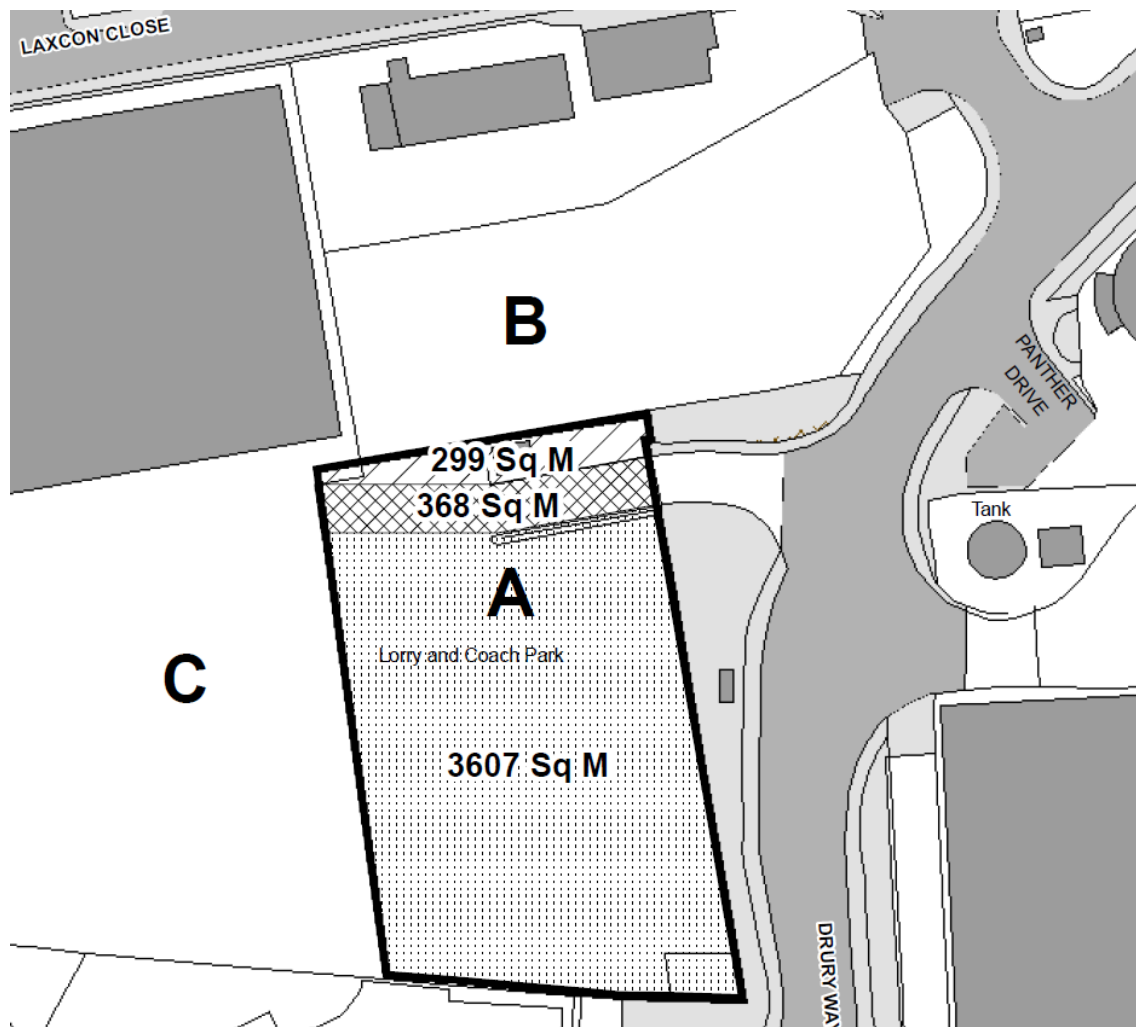 LAXCON CLOSE
B
PANTHER
DRIVE
299 Sq M
368 Sq M
Tank
A
Lorry and Coach Park
C
3607 Sq M
DRURY WAY